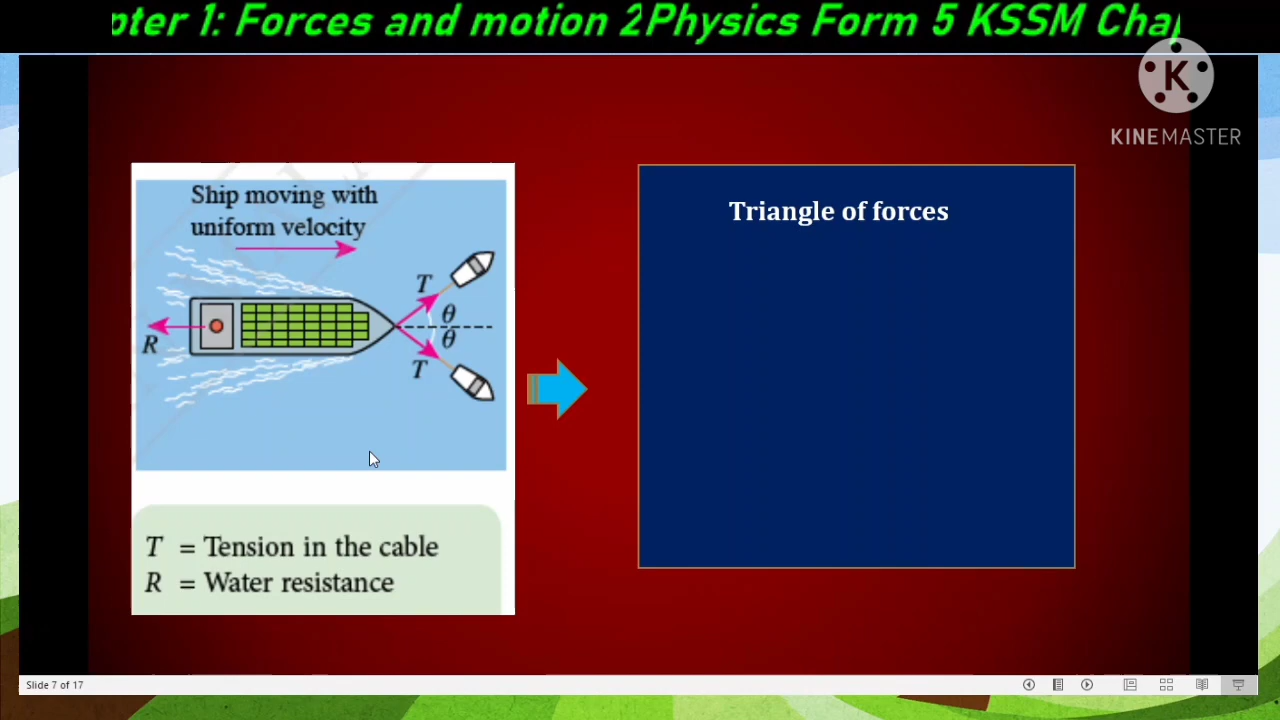 pter 1: Forces and motion 2Physics Form 5 KSSM Cha
K
KINEMASTER
Ship moving with
uniform velocity
T
θ
θ
R
T
Triangle of forces
T = Tension in the cable
R = Water resistance
Slide 7 of 17